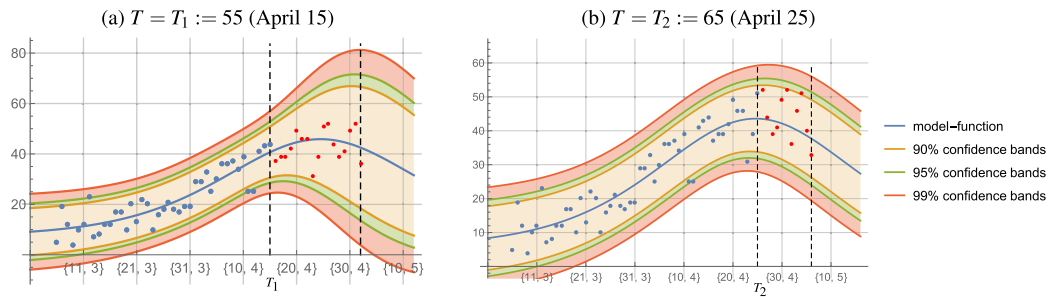 (a) T = T₁ := 55 (April 15)
(b) T = T₂ := 65 (April 25)
80
60
40
20
{11, 3} {21, 3} {31, 3} {10, 4} {20, 4} {30, 4} {10, 5}
T₁
60
50
40
30
20
10
{11, 3} {21, 3} {31, 3} {10, 4} {20, 4} {30, 4} {10, 5}
T₂
model-function
90% confidence bands
95% confidence bands
99% confidence bands